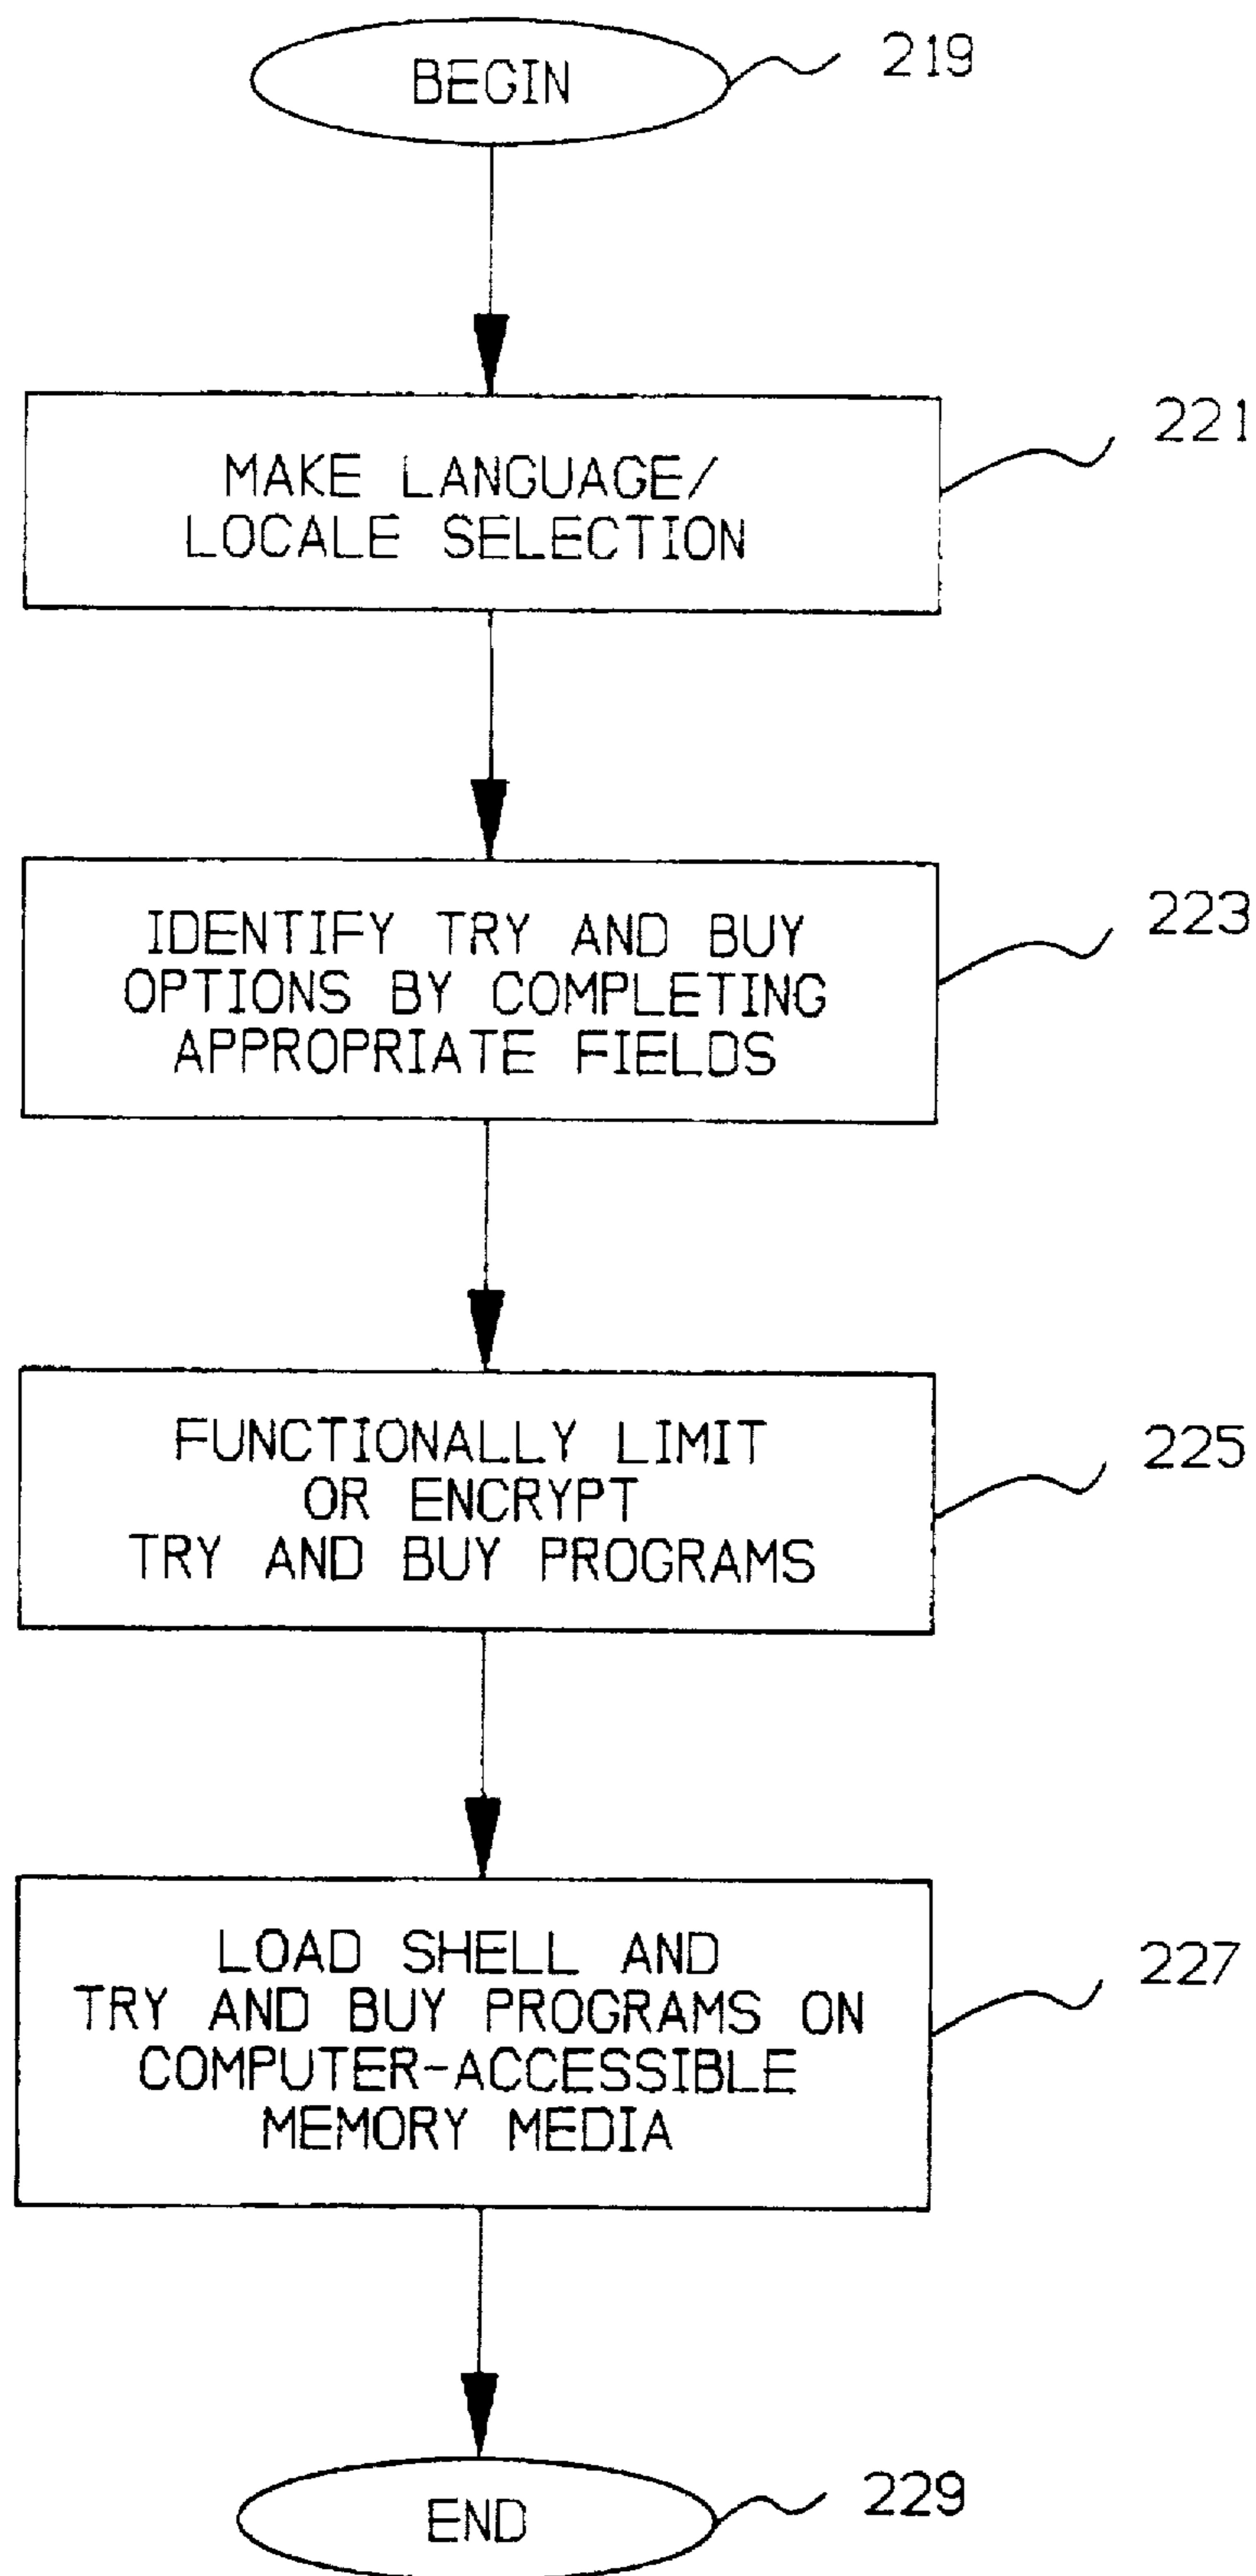 BEGIN
219
MAKE LANGUAGE/
LOCALE SELECTION
221
IDENTIFY TRY AND BUY
OPTIONS BY COMPLETING
APPROPRIATE FIELDS
223
FUNCTIONALLY LIMIT
OR ENCRYPT
TRY AND BUY PROGRAMS
225
LOAD SHELL AND
TRY AND BUY PROGRAMS ON
COMPUTER-ACCESSIBLE
MEMORY MEDIA
227
END
229